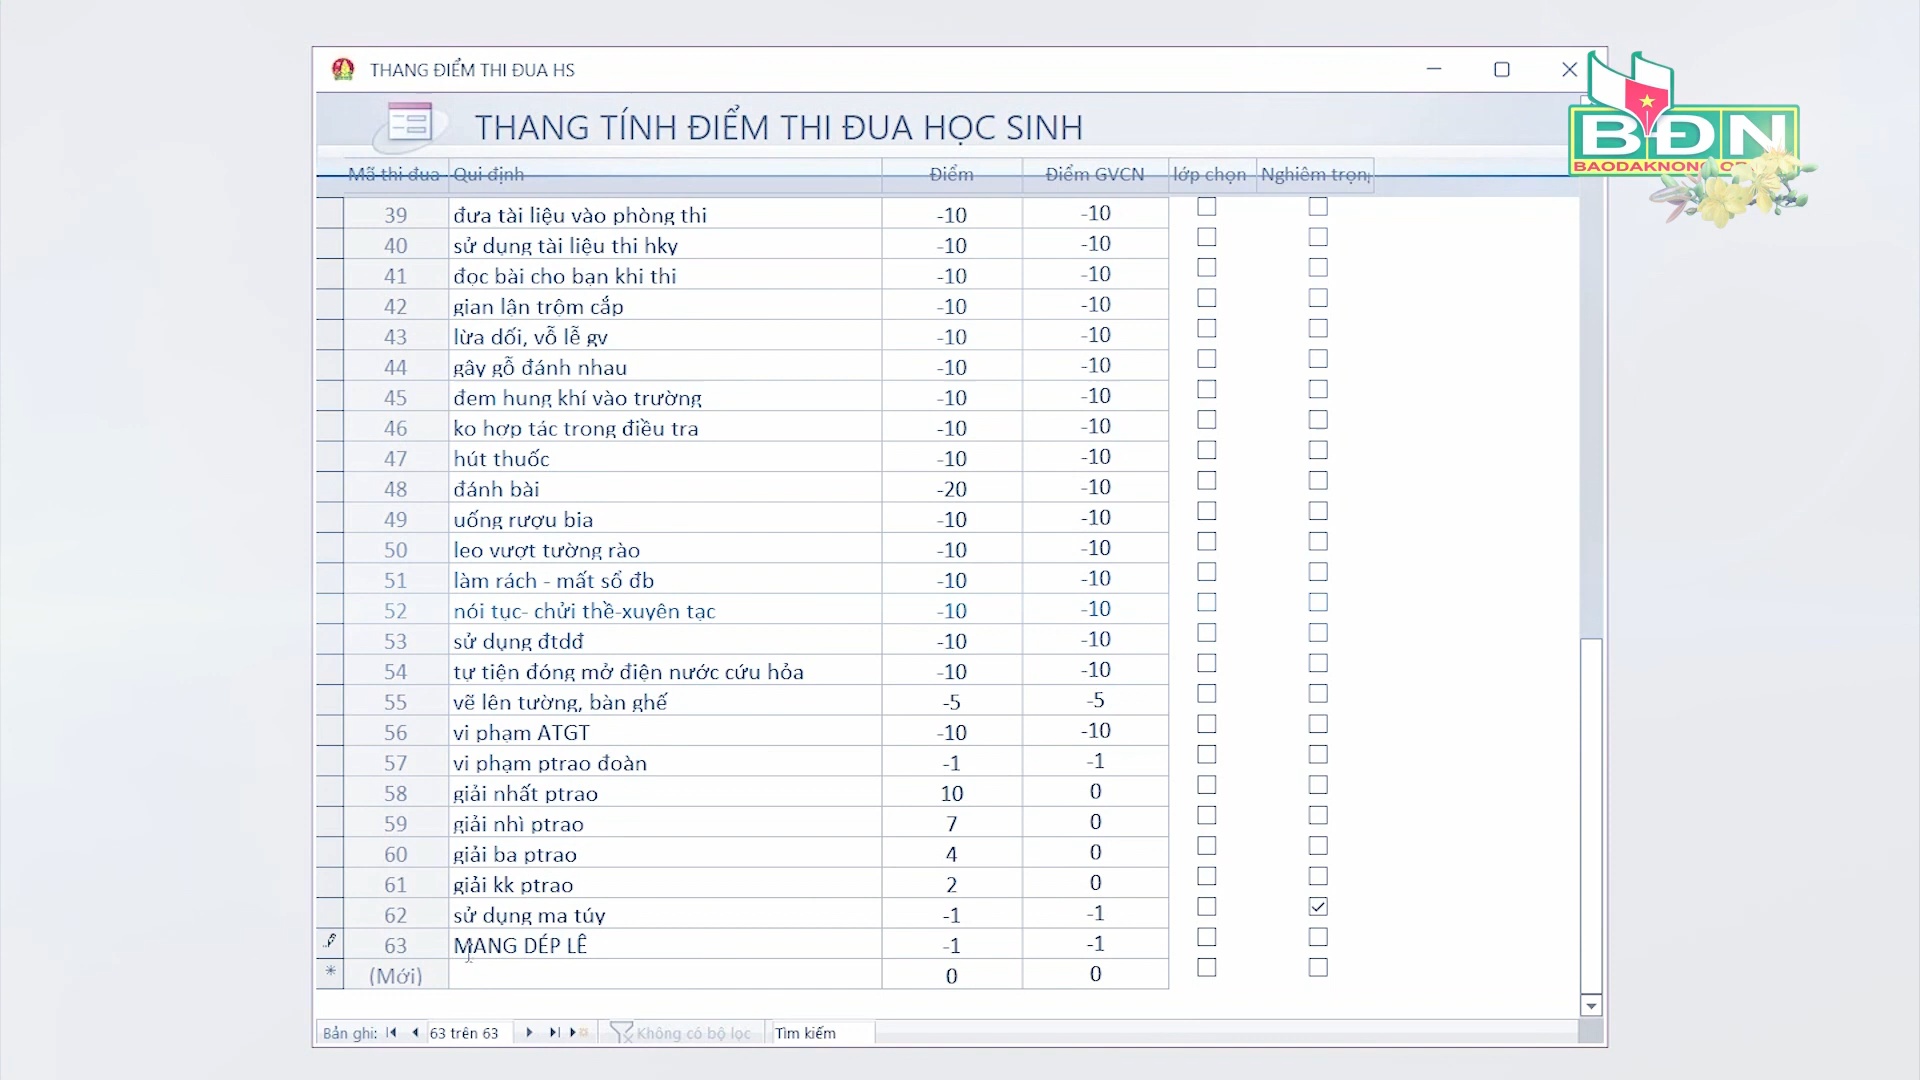 THANG ĐIỂM THI ĐUA HS
THANG TÍNH ĐIỂM THI ĐUA HỌC SINH
BĐN
Mã thi đua Qui định Điểm Điểm GVCN lớp chọn Nghiêm trọng
39 đưa tài liệu vào phòng thi -10 -10
40 sử dụng tài liệu thi hky -10 -10
41 đọc bài cho bạn khi thi -10 -10
42 gian lận trộm cắp -10 -10
43 lừa dối, vỗ lễ gv -10 -10
44 gây gỗ đánh nhau -10 -10
45 đem hung khí vào trường -10 -10
46 ko hợp tác trong điều tra -10 -10
47 hút thuốc -10 -10
48 đánh bài -20 -10
49 uống rượu bia -10 -10
50 leo vượt tường rào -10 -10
51 làm rách - mất sổ đb -10 -10
52 nói tục- chửi thề-xuyên tạc -10 -10
53 sử dụng đtdđ -10 -10
54 tự tiện đóng mở điện nước cứu hỏa -10 -10
55 vẽ lên tường, bàn ghế -5 -5
56 vi phạm ATGT -10 -10
57 vi phạm ptrao đoàn -1 -1
58 giải nhất ptrao 10 0
59 giải nhì ptrao 7 0
60 giải ba ptrao 4 0
61 giải kk ptrao 2 0
62 sử dụng ma túy -1 -1
63 MANG DÉP LÊ -1 -1
(Mới) 0 0
Bản ghi: 63 trên 63 Không có bộ lọc Tìm kiếm